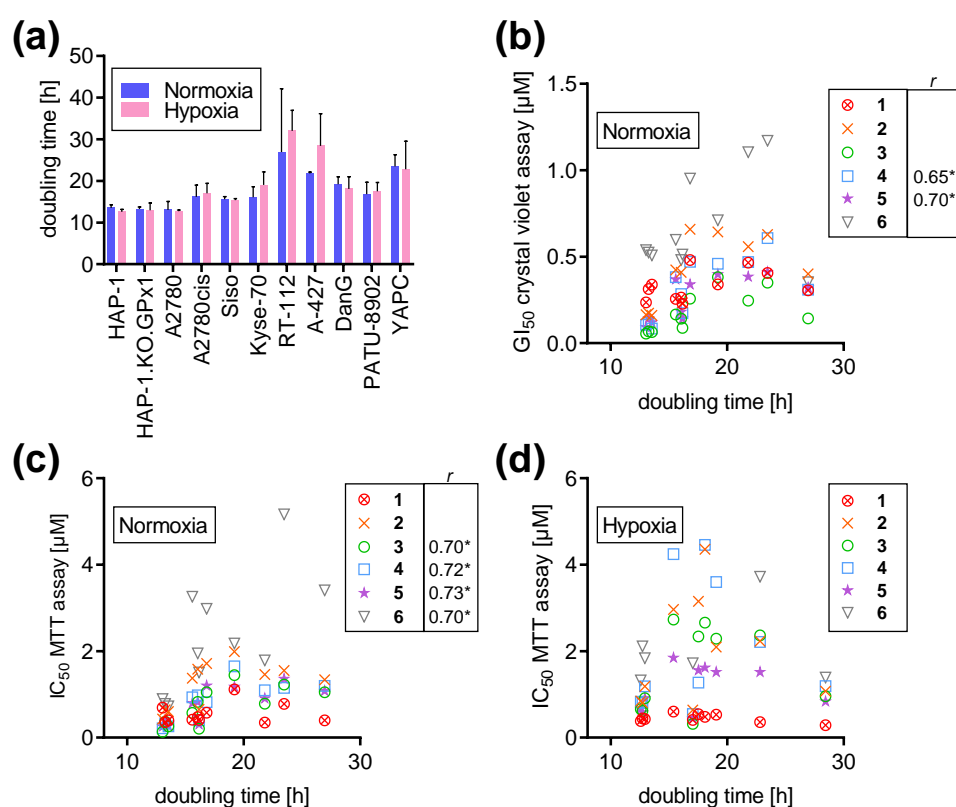 (a)
doubling time [h]
50
40
30
20
10
0
Normoxia
Hypoxia
HAP-1
HAP-1.KO.GPx1
A2780
A2780cis
Siso
Kyse-70
RT-112
A-427
DanG
PATU-8902
YAPC
(b)
GI50 crystal violet assay [µM]
1.5
1.0
0.5
0.0
Normoxia
r
1
2
3
4 0.65*
5 0.70*
6
10 20 30
doubling time [h]
(c)
IC50 MTT assay [µM]
6
4
2
0
Normoxia
r
1
2
3 0.70*
4 0.72*
5 0.73*
6 0.70*
10 20 30
doubling time [h]
(d)
IC50 MTT assay [µM]
6
4
2
0
Hypoxia
1
2
3
4
5
6
10 20 30
doubling time [h]